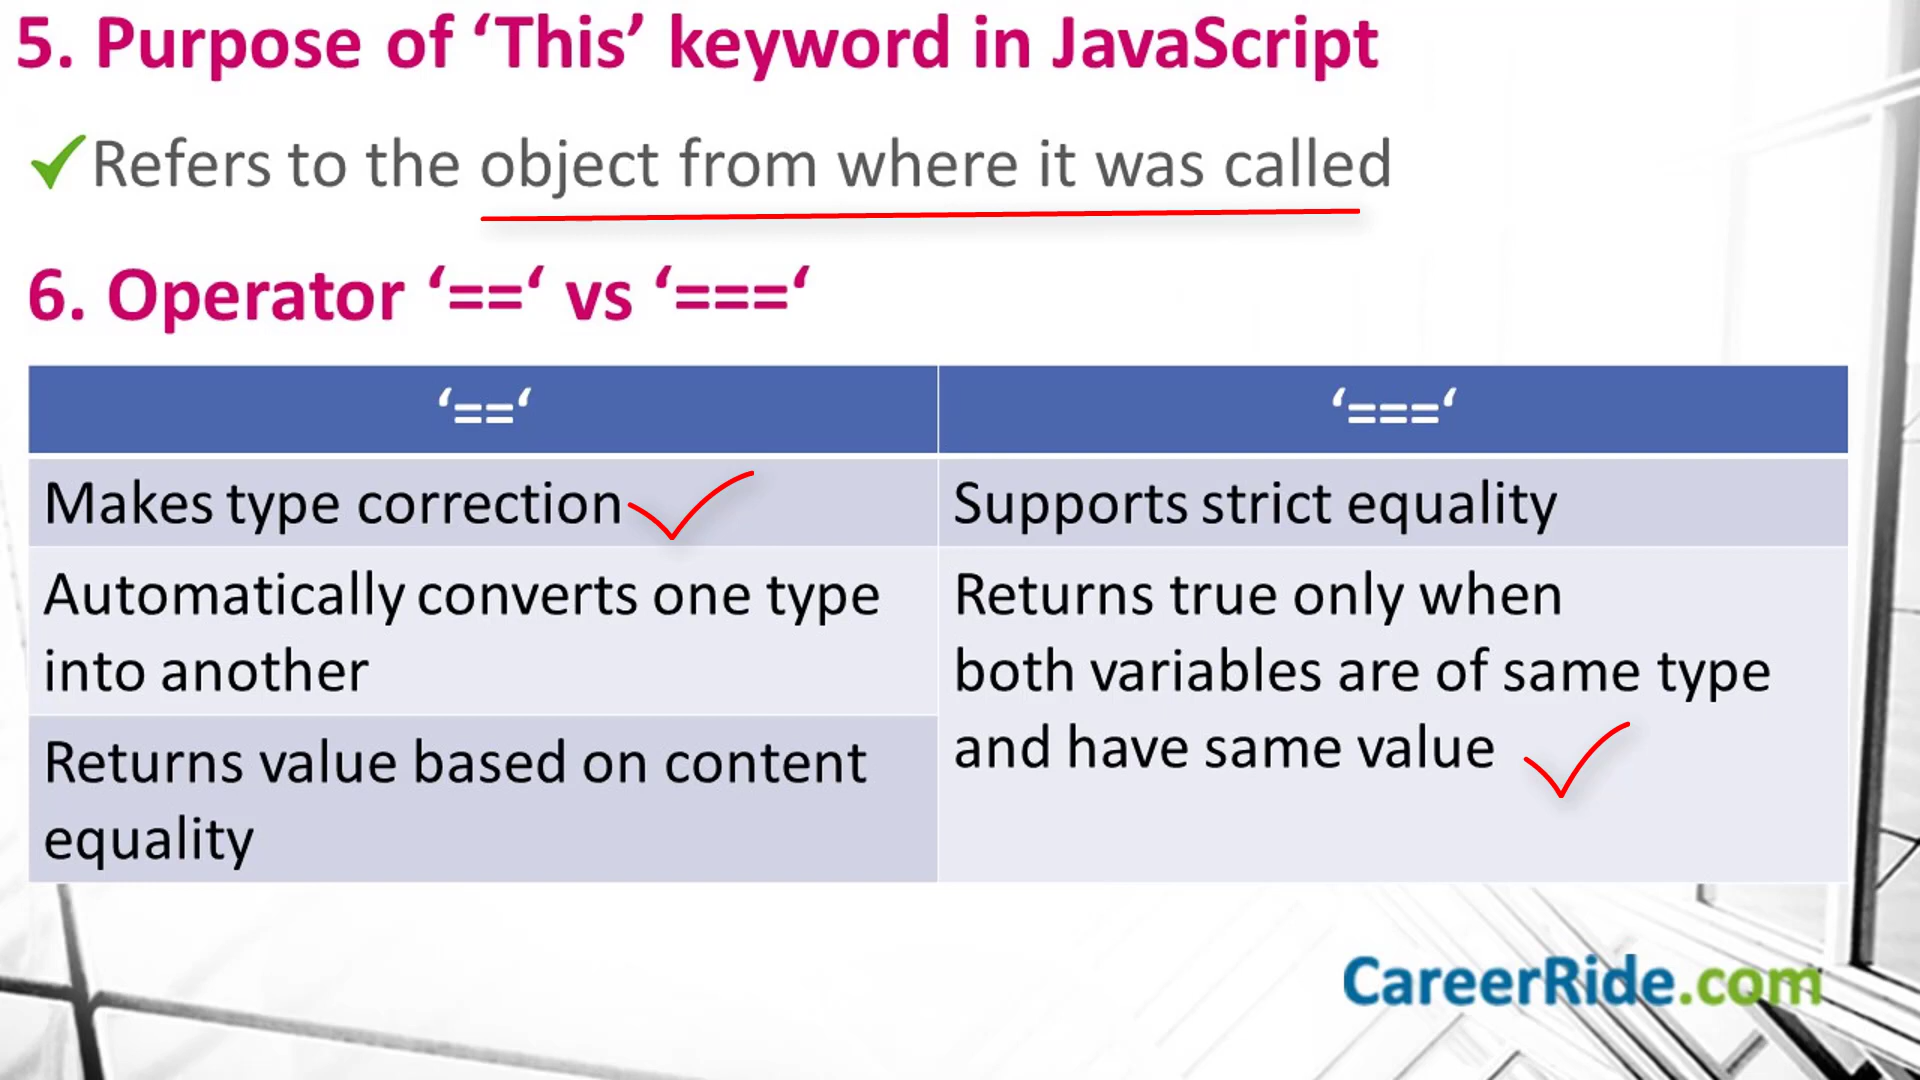 5. Purpose of ‘This’ keyword in JavaScript
Refers to the object from where it was called
6. Operator ‘==‘ vs ‘===‘
‘==‘
‘===‘
Makes type correction
Supports strict equality
Automatically converts one type
into another
Returns true only when
both variables are of same type
and have same value
Returns value based on content
equality
CareerRide.com